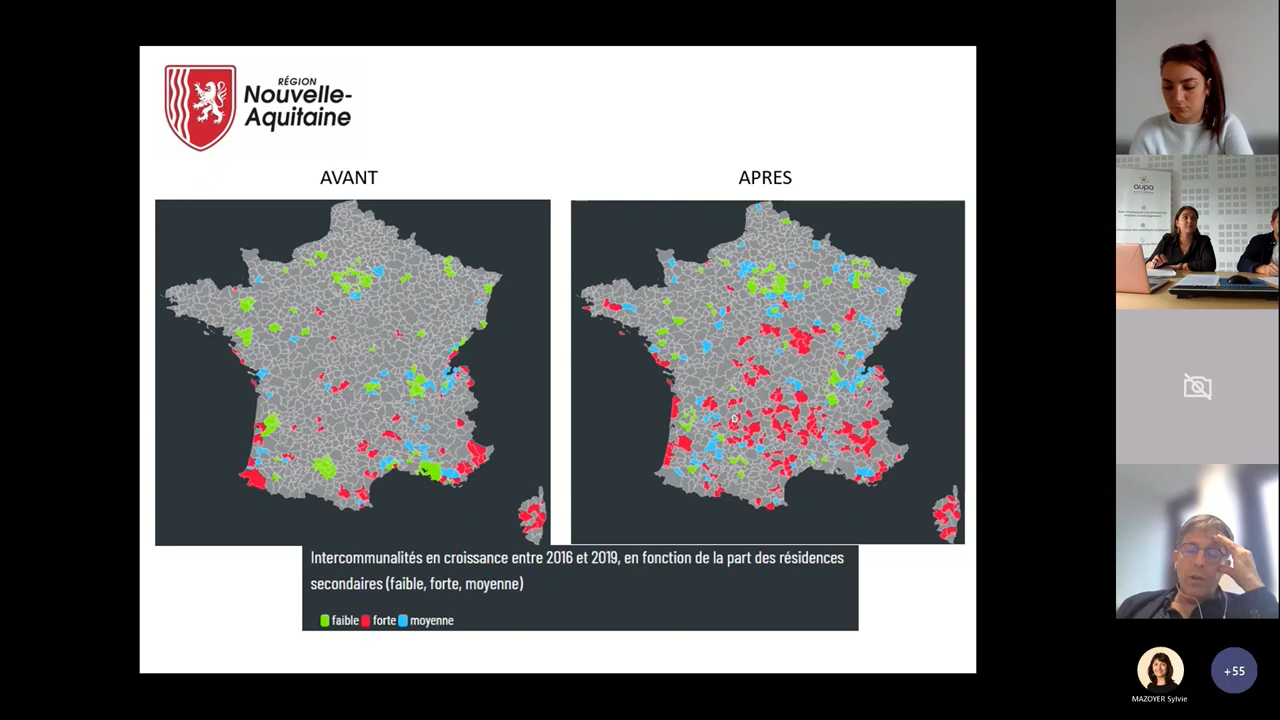 RÉGION
Nouvelle-
Aquitaine
AVANT
APRES
Intercommunalités en croissance entre 2016 et 2019, en fonction de la part des résidences
secondaires (faible, forte, moyenne)
faible forte moyenne
aupa
MAZOYER Sylvie
+55